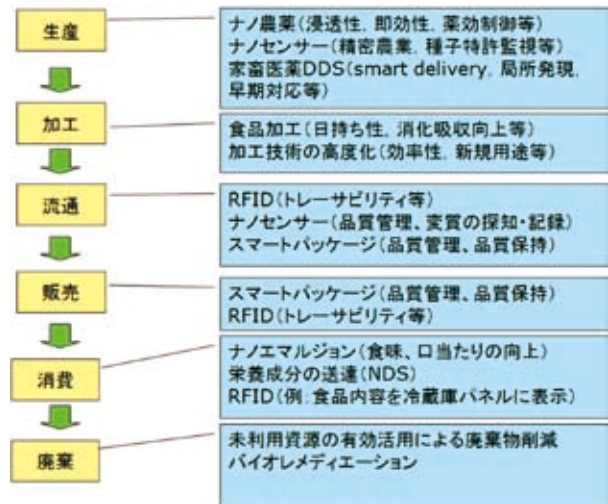 生産
ナノ農薬(浸透性, 即効性, 薬効制御等)
ナノセンサー(精密農業, 種子特許監視等)
家畜医薬DDS(smart delivery, 局所発現,
早期対応等)
加工
食品加工(日持ち性, 消化吸収向上等)
加工技術の高度化(効率性, 新規用途等)
流通
RFID(トレーサビリティ等)
ナノセンサー(品質管理、変質の探知・記録)
スマートパッケージ(品質管理、品質保持)
販売
スマートパッケージ(品質管理、品質保持)
RFID(トレーサビリティ等)
消費
ナノエマルジョン(食味、口当たりの向上)
栄養成分の送達(NDS)
RFID(例:食品内容を冷蔵庫パネルに表示)
廃棄
未利用資源の有効活用による廃棄物削減
バイオレメディエーション